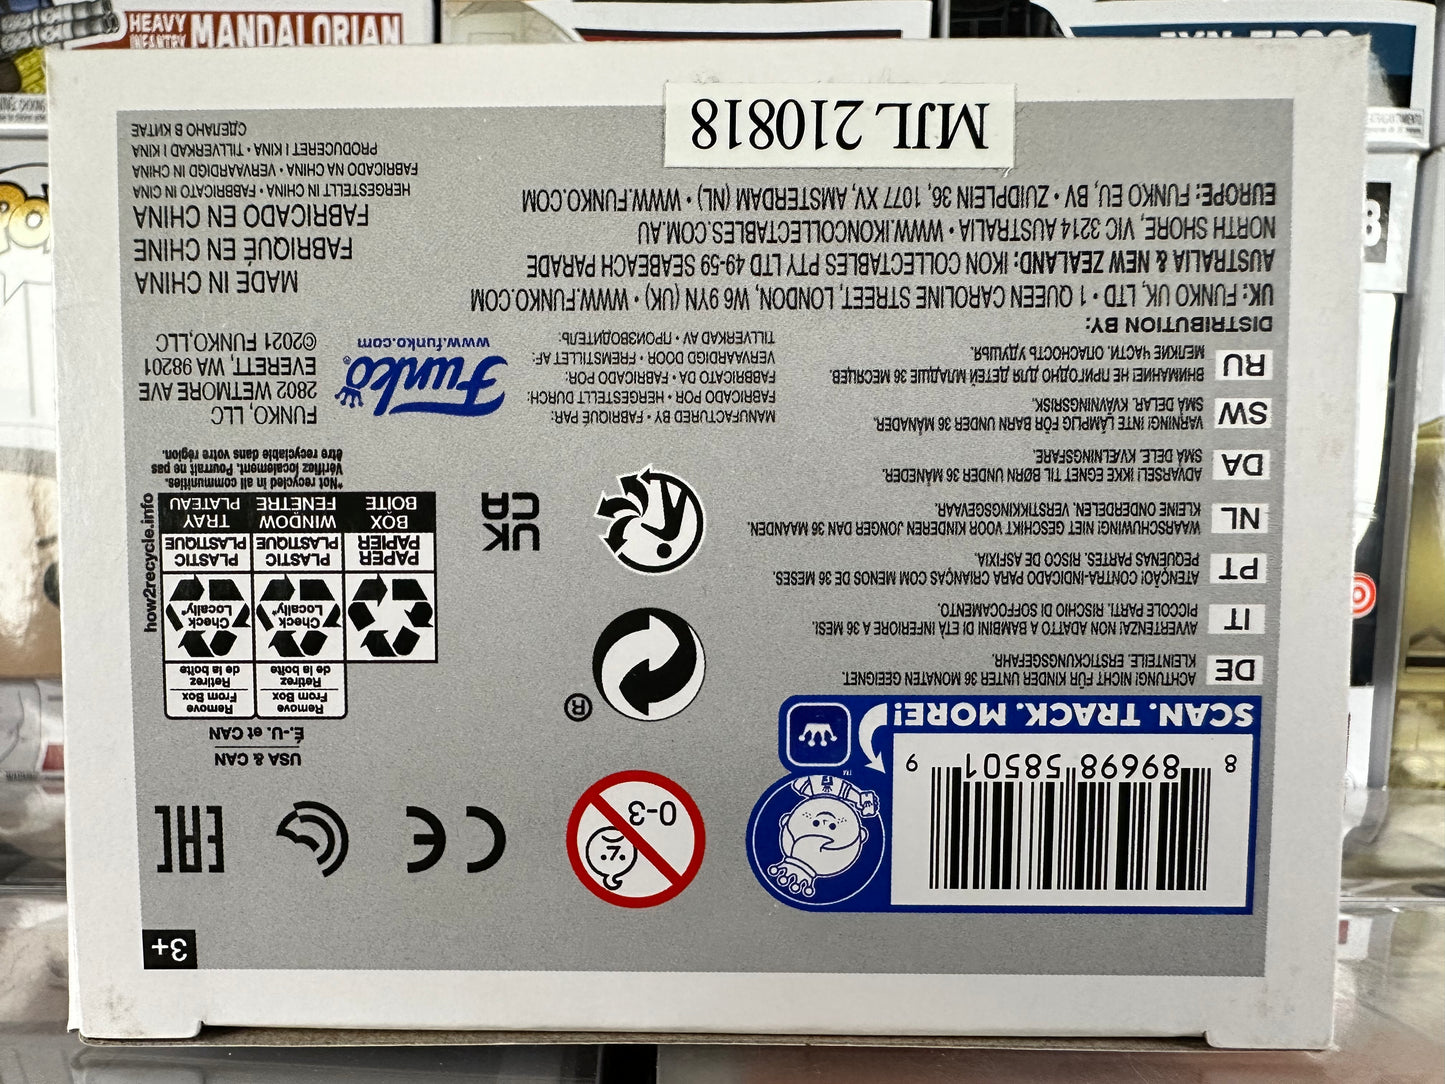 HEAVY
INFANTRY
MANDALORIAN
3+
8 89698 58501 9
SCAN. TRACK. MORE!
™
0-3
CE
EAC
USA & CAN
É.-U. et CAN
Remove
From Box
Retirez
de la boîte
Remove
From Box
Retirez
de la boîte
Check
Locally*
Check
Locally*
PAPER
PAPIER
BOX
BOÎTE
PLASTIC
PLASTIQUE
WINDOW
FENÊTRE
PLASTIC
PLASTIQUE
TRAY
PLATEAU
how2recycle.info
*Not recycled in all communities.
Vérifiez localement. Pourrait ne pas
être recyclable dans votre région.
®
UK
CA
DE
ACHTUNG! NICHT FÜR KINDER UNTER 36 MONATEN GEEIGNET.
KLEINTEILE. ERSTICKUNGSGEFAHR.
IT
AVVERTENZA! NON ADATTO A BAMBINI DI ETÀ INFERIORE A 36 MESI.
PICCOLE PARTI. RISCHIO DI SOFFOCAMENTO.
PT
ATENÇÃO! CONTRA-INDICADO PARA CRIANÇAS COM MENOS DE 36 MESES.
PEQUENAS PARTES. RISCO DE ASFIXIA.
NL
WAARSCHUWING! NIET GESCHIKT VOOR KINDEREN JONGER DAN 36 MAANDEN.
KLEINE ONDERDELEN. VERSTIKKINGSGEVAAR.
DA
ADVARSEL! IKKE EGNET TIL BØRN UNDER 36 MÅNEDER.
SMÅ DELE. KVÆLNINGSFARE.
SW
VARNING! INTE LÄMPLIG FÖR BARN UNDER 36 MÅNADER.
SMÅ DELAR. KVÄVNINGSRISK.
RU
ВНИМАНИЕ! НЕ ПРИГОДНО ДЛЯ ДЕТЕЙ МЛАДШЕ 36 МЕСЯЦЕВ.
МЕЛКИЕ ЧАСТИ. ОПАСНОСТЬ УДУШЬЯ.
MANUFACTURED BY • FABRIQUÉ PAR:
FABRICADO POR • HERGESTELLT DURCH:
FABBRICATO DA • FABRICADO POR:
VERVAARDIGD DOOR • FREMSTILLET AF:
TILLVERKAD AV • ПРОИЗВОДИТЕЛЬ:
Funko®
www.funko.com
FUNKO, LLC
2802 WETMORE AVE
EVERETT, WA 98201
©2021 FUNKO,LLC
DISTRIBUTION BY:
UK: FUNKO UK, LTD • 1 QUEEN CAROLINE STREET, LONDON, W6 9YN (UK) • WWW.FUNKO.COM
AUSTRALIA & NEW ZEALAND: IKON COLLECTABLES PTY LTD 49-59 SEABEACH PARADE
NORTH SHORE, VIC 3214 AUSTRALIA • WWW.IKONCOLLECTABLES.COM.AU
EUROPE: FUNKO EU, BV • ZUIDPLEIN 36, 1077 XV, AMSTERDAM (NL) • WWW.FUNKO.COM
MADE IN CHINA
FABRIQUÉ EN CHINE
FABRICADO EN CHINA
HERGESTELLT IN CHINA • FABBRICATO IN CINA
FABRICADO NA CHINA • VERVAARDIGD IN CHINA
PRODUCERET I KINA • TILLVERKAD I KINA
СДЕЛАНО В КИТАЕ
MJL 210818